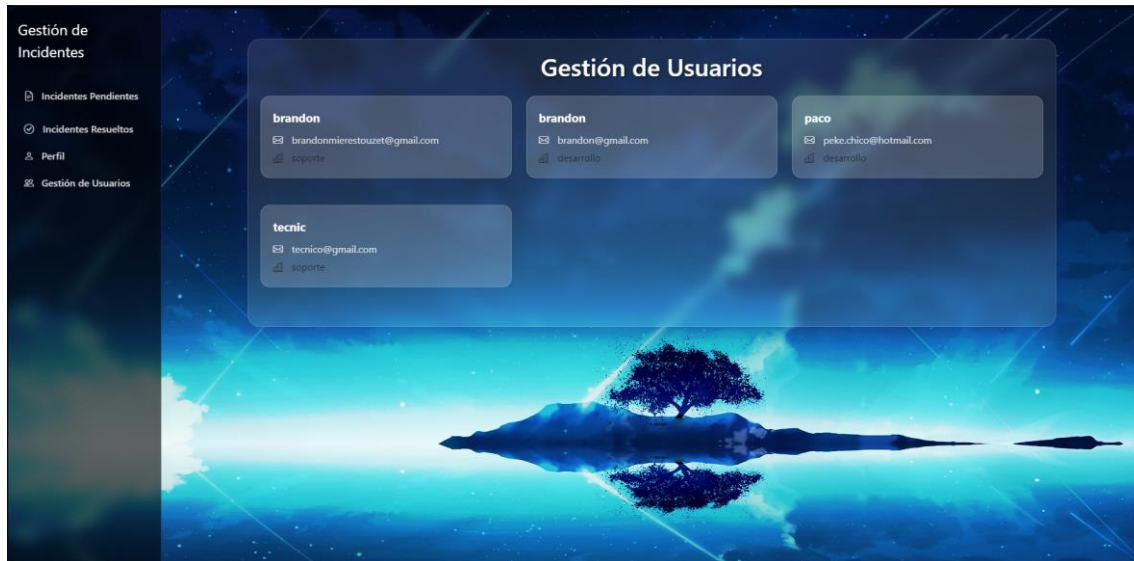 Gestión de
Incidentes
Incidentes Pendientes
Incidentes Resueltos
Perfil
Gestión de Usuarios
Gestión de Usuarios
brandon
brandonmierestouzet@gmail.com
soporte
brandon
brandon@gmail.com
desarrollo
paco
peke.chico@hotmail.com
desarrollo
tecnic
tecnico@gmail.com
soporte